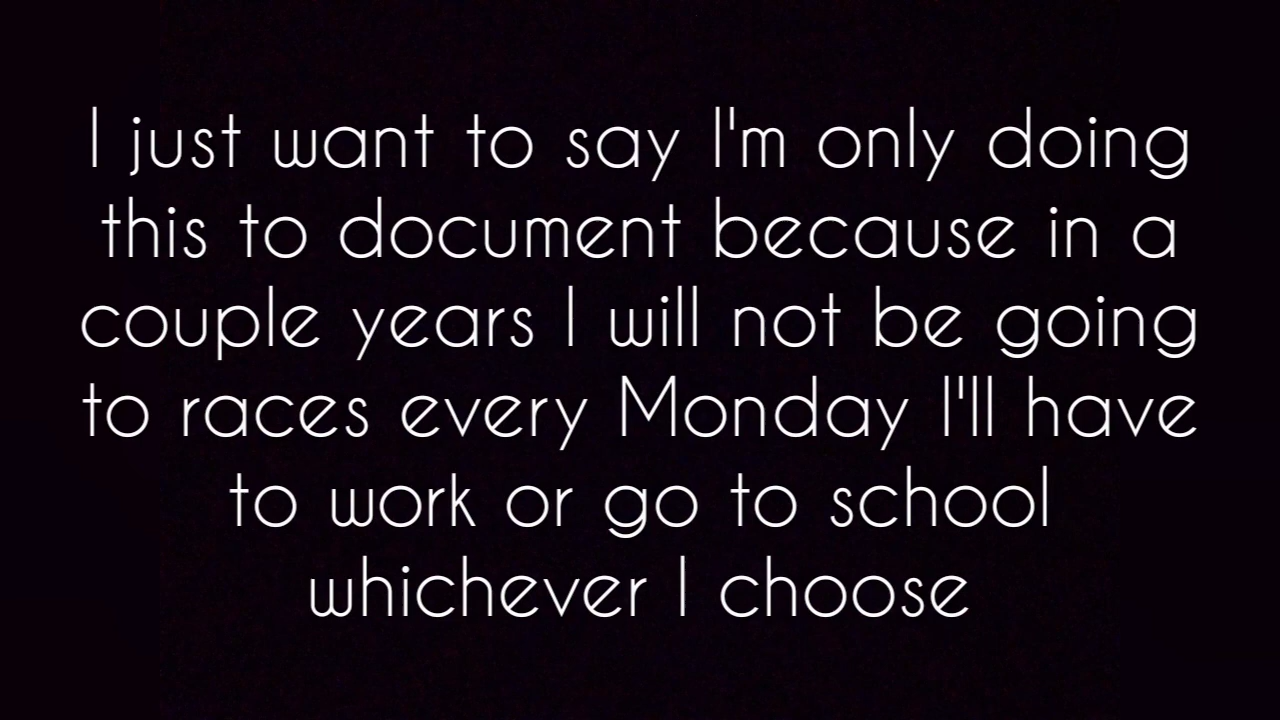 I just want to say I'm only doing
this to document because in a
couple years I will not be going
to races every Monday I'll have
to work or go to school
whichever I choose